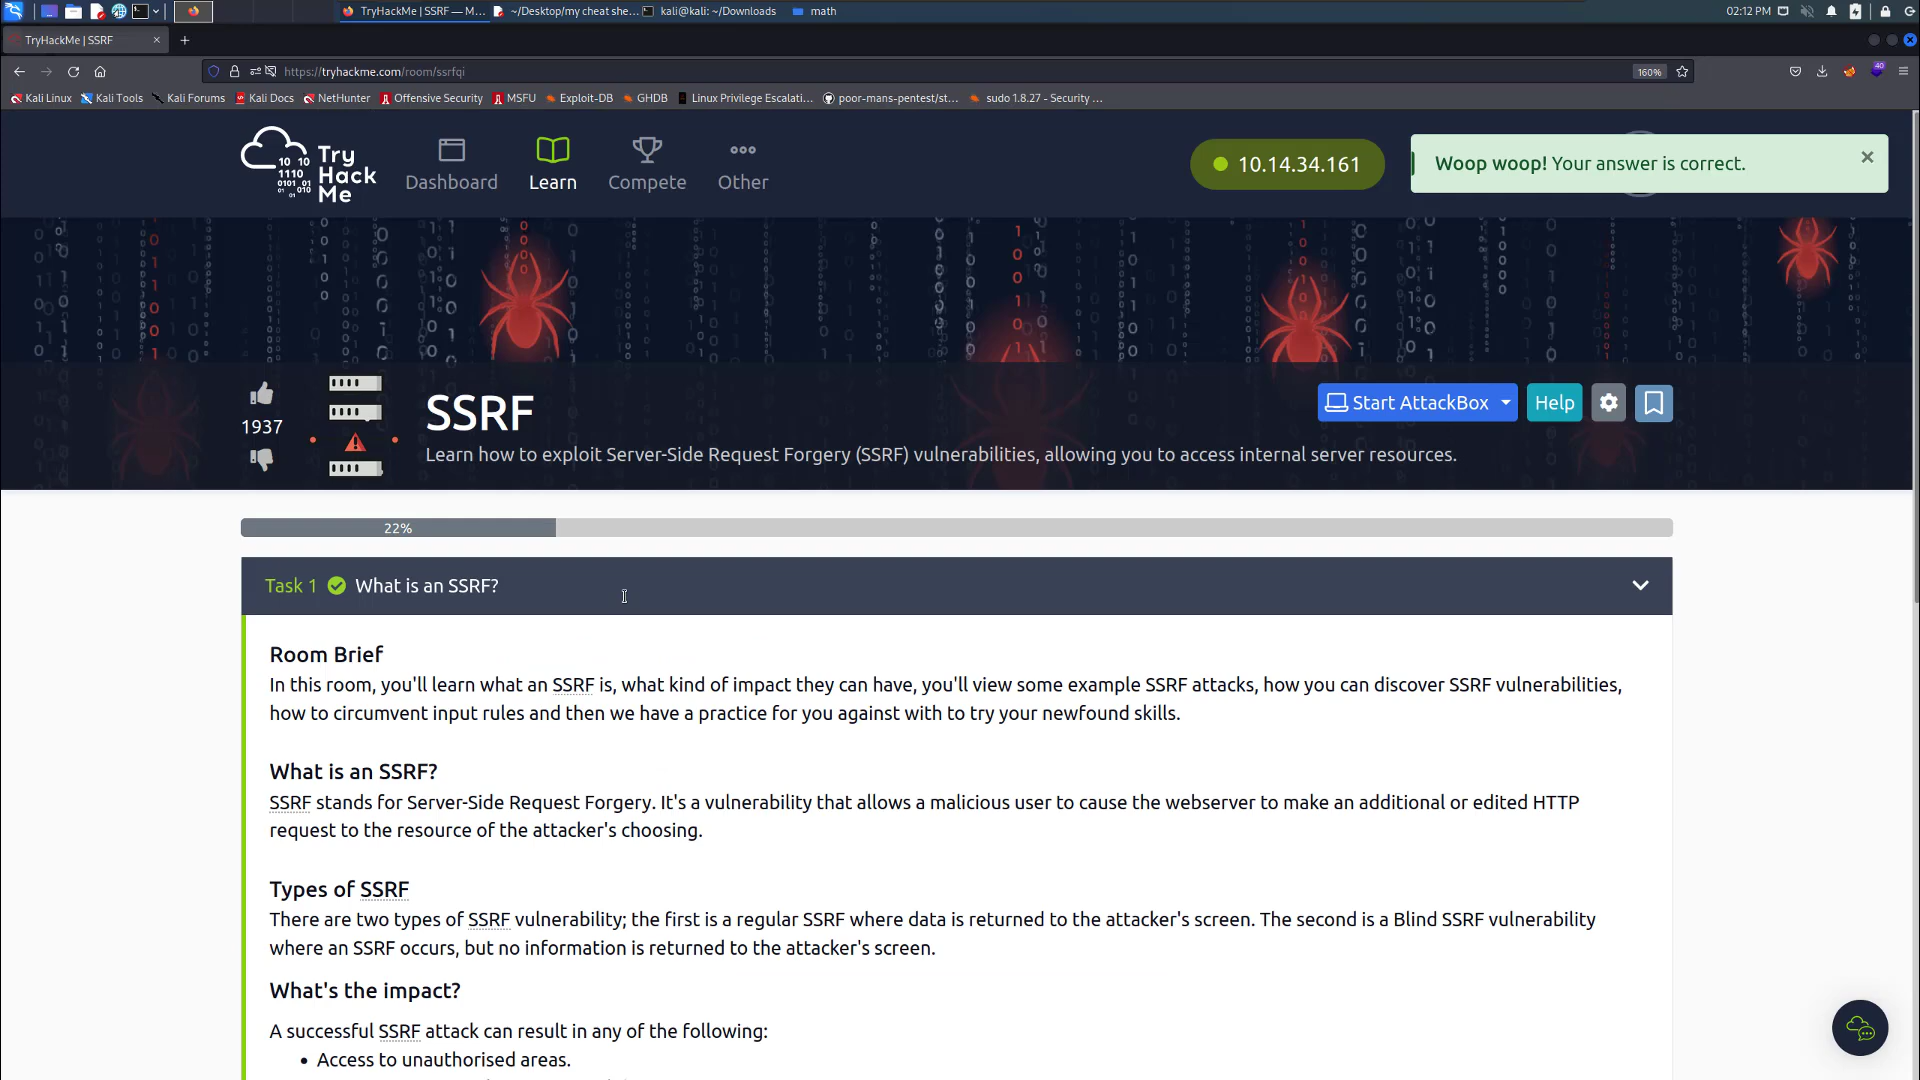 TryHackMe | SSRF — M...
~/Desktop/my cheat she...
kali@kali: ~/Downloads
math
02:12 PM
TryHackMe | SSRF
https://tryhackme.com/room/ssrfqi
160%
40
Kali Linux
Kali Tools
Kali Forums
Kali Docs
NetHunter
Offensive Security
MSFU
Exploit-DB
GHDB
Linux Privilege Escalati...
poor-mans-pentest/st...
sudo 1.8.27 - Security ...
Try
Hack
Me
Dashboard
Learn
Compete
Other
10.14.34.161
Woop woop! Your answer is correct.
1937
SSRF
Start AttackBox
Help
Learn how to exploit Server-Side Request Forgery (SSRF) vulnerabilities, allowing you to access internal server resources.
22%
Task 1
What is an SSRF?
Room Brief
In this room, you'll learn what an SSRF is, what kind of impact they can have, you'll view some example SSRF attacks, how you can discover SSRF vulnerabilities,
how to circumvent input rules and then we have a practice for you against with to try your newfound skills.
What is an SSRF?
SSRF stands for Server-Side Request Forgery. It's a vulnerability that allows a malicious user to cause the webserver to make an additional or edited HTTP
request to the resource of the attacker's choosing.
Types of SSRF
There are two types of SSRF vulnerability; the first is a regular SSRF where data is returned to the attacker's screen. The second is a Blind SSRF vulnerability
where an SSRF occurs, but no information is returned to the attacker's screen.
What's the impact?
A successful SSRF attack can result in any of the following:
• Access to unauthorised areas.